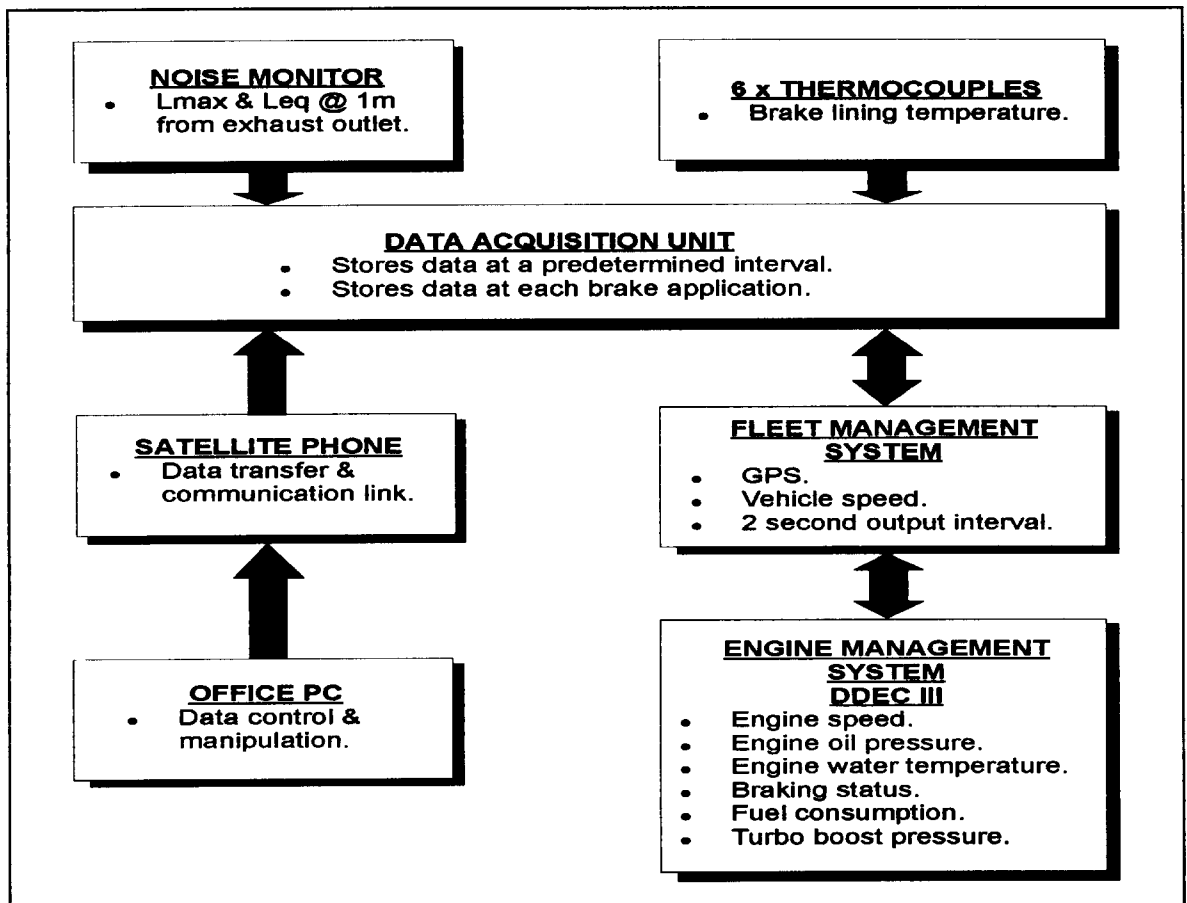 NOISE MONITOR
• Lmax & Leq @ 1m
from exhaust outlet.
6 x THERMOCOUPLES
• Brake lining temperature.
DATA ACQUISITION UNIT
• Stores data at a predetermined interval.
• Stores data at each brake application.
SATELLITE PHONE
• Data transfer &
communication link.
FLEET MANAGEMENT
SYSTEM
• GPS.
• Vehicle speed.
• 2 second output interval.
OFFICE PC
• Data control &
manipulation.
ENGINE MANAGEMENT
SYSTEM
DDEC III
• Engine speed.
• Engine oil pressure.
• Engine water temperature.
• Braking status.
• Fuel consumption.
• Turbo boost pressure.